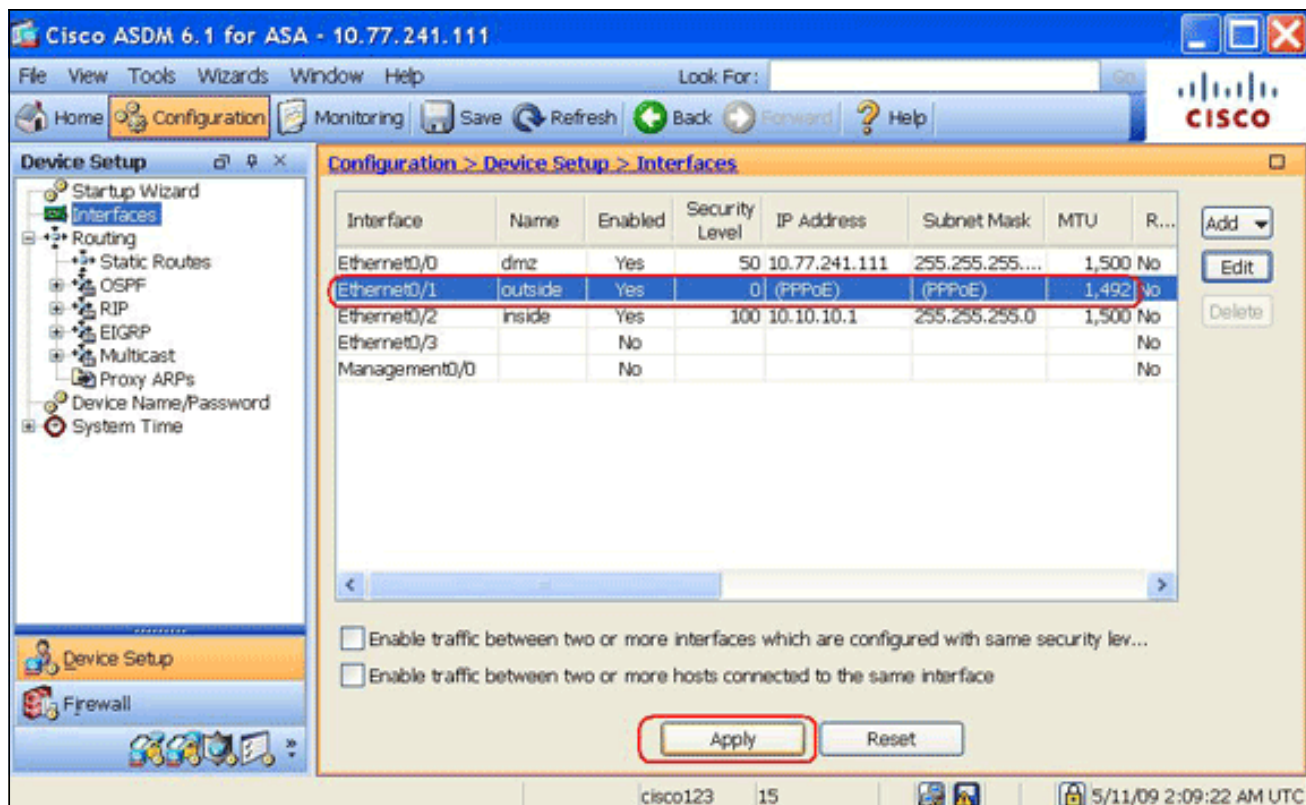 Cisco ASDM 6.1 for ASA - 10.77.241.111
File View Tools Wizards Window Help Look For: Go
Home Configuration Monitoring Save Refresh Back Forward Help
CISCO
Device Setup
Startup Wizard
Interfaces
Routing
Static Routes
OSPF
RIP
EIGRP
Multicast
Proxy ARPs
Device Name/Password
System Time
Device Setup
Firewall
Configuration > Device Setup > Interfaces
Interface Name Enabled Security Level IP Address Subnet Mask MTU R...
Ethernet0/0 dmz Yes 50 10.77.241.111 255.255.255.... 1,500 No
Ethernet0/1 outside Yes 0 (PPPoE) (PPPoE) 1,492 No
Ethernet0/2 inside Yes 100 10.10.10.1 255.255.255.0 1,500 No
Ethernet0/3 No No
Management0/0 No No
Add
Edit
Delete
Enable traffic between two or more interfaces which are configured with same security lev...
Enable traffic between two or more hosts connected to the same interface
Apply Reset
cisco123 15 5/11/09 2:09:22 AM UTC